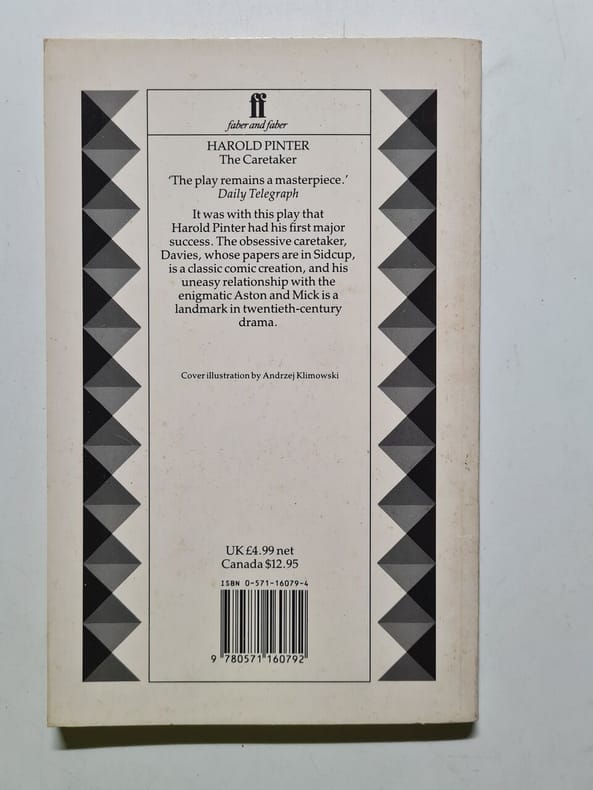 ff
faber and faber
HAROLD PINTER
The Caretaker
‘The play remains a masterpiece.’
Daily Telegraph
It was with this play that
Harold Pinter had his first major
success. The obsessive caretaker,
Davies, whose papers are in Sidcup,
is a classic comic creation, and his
uneasy relationship with the
enigmatic Aston and Mick is a
landmark in twentieth-century
drama.
Cover illustration by Andrzej Klimowski
UK £4.99 net
Canada $12.95
ISBN 0-571-16079-4
9 780571 160792